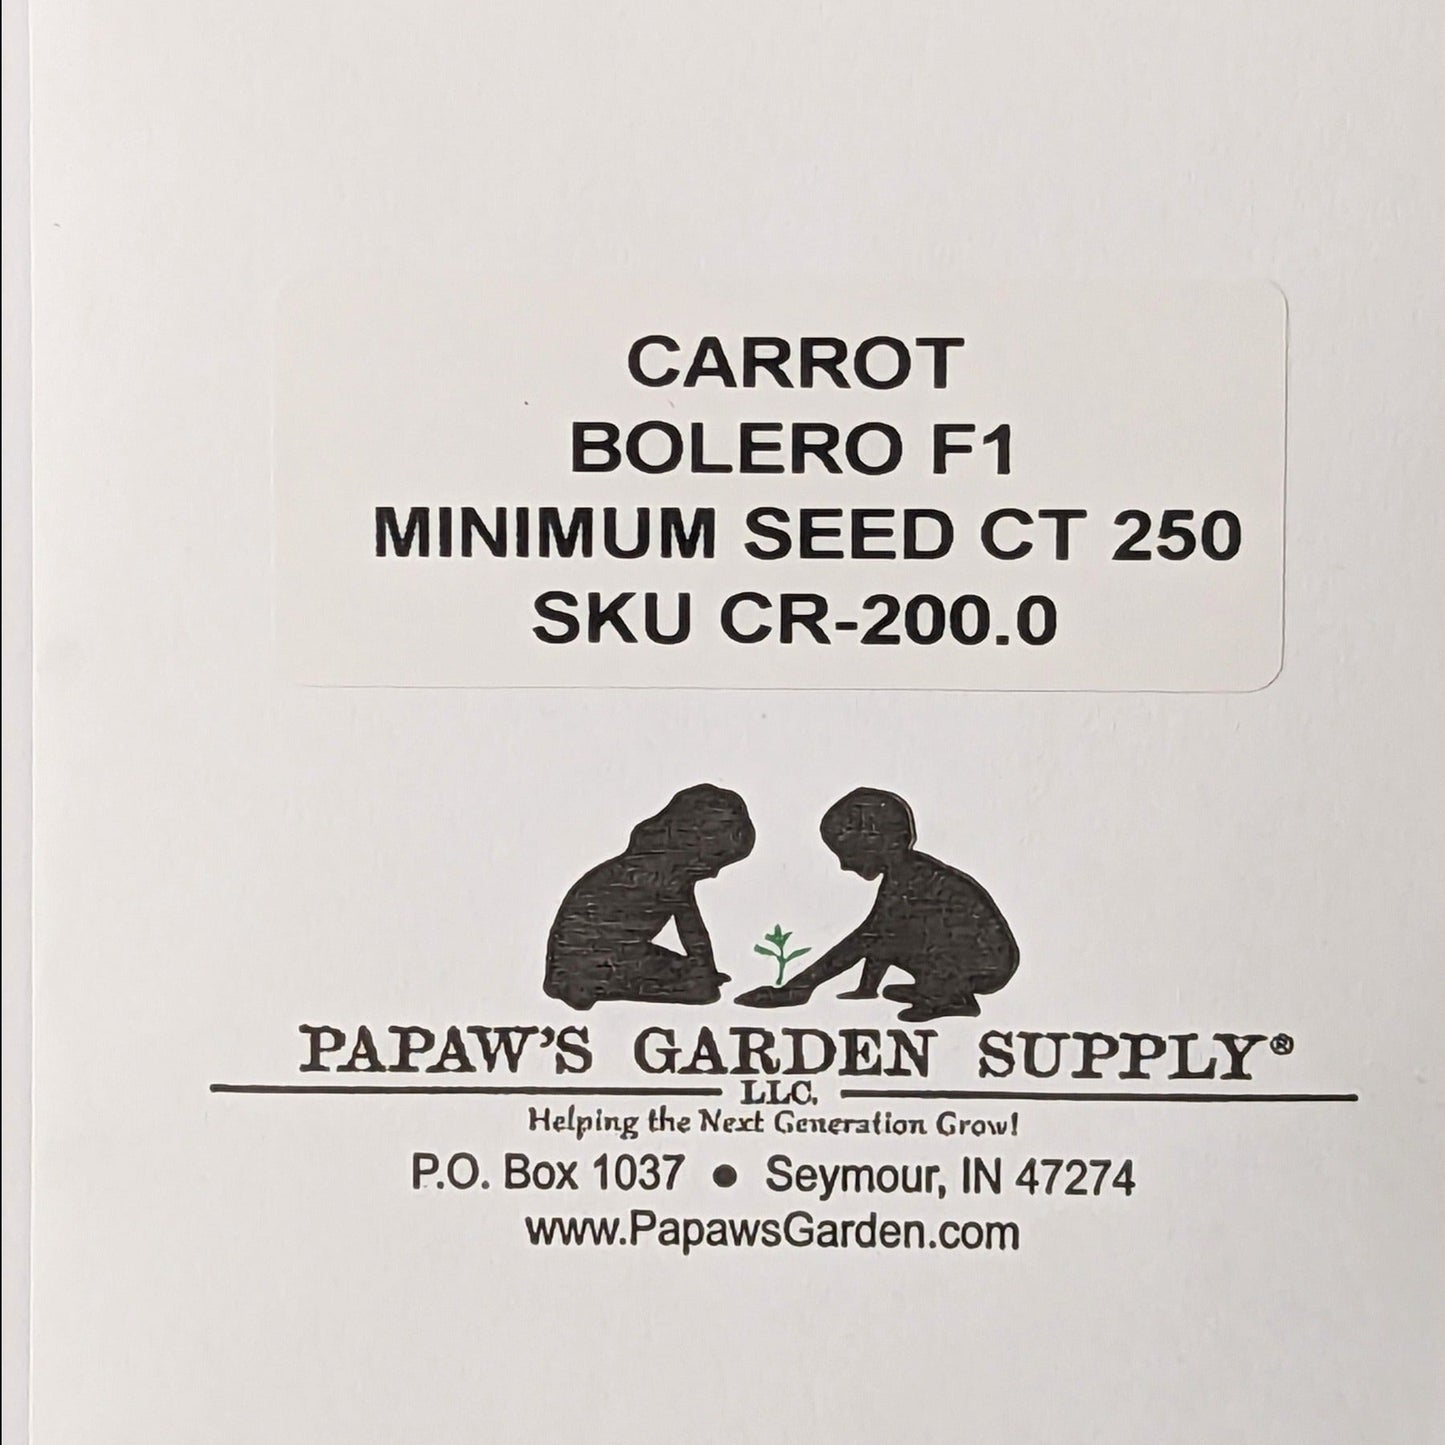 CARROT
BOLERO F1
MINIMUM SEED CT 250
SKU CR-200.0
PAPAW'S GARDEN SUPPLY®
LLC.
Helping the Next Generation Grow!
P.O. Box 1037 ● Seymour, IN 47274
www.PapawsGarden.com